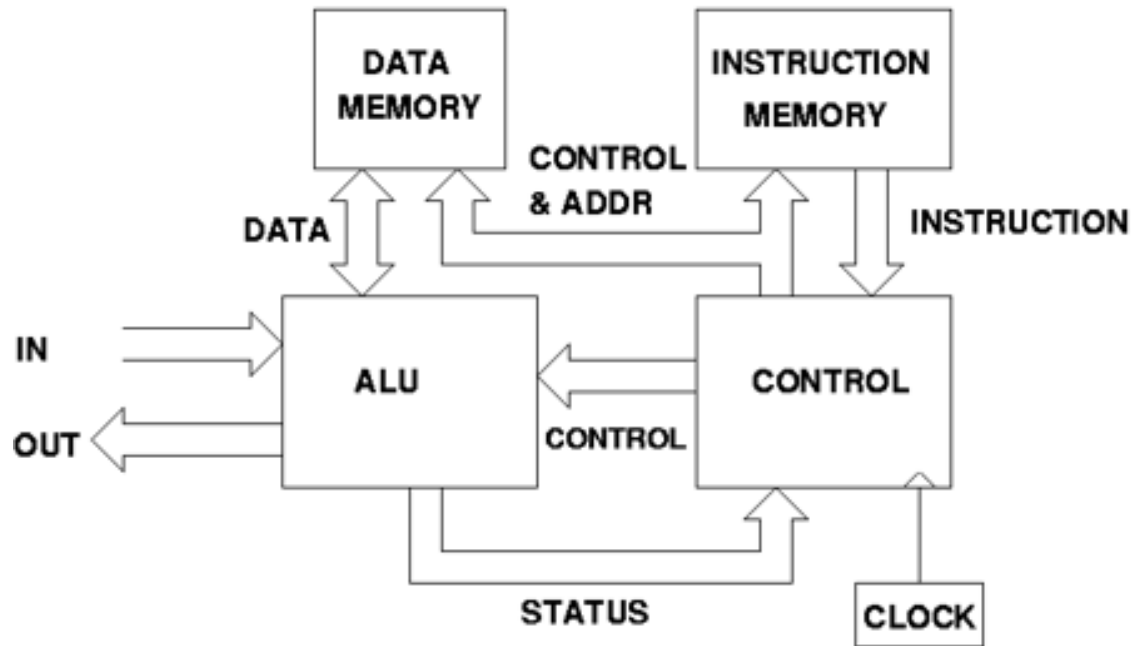 DATA
MEMORY
INSTRUCTION
MEMORY
CONTROL
& ADDR
DATA
INSTRUCTION
IN
ALU
CONTROL
OUT
CONTROL
STATUS
CLOCK